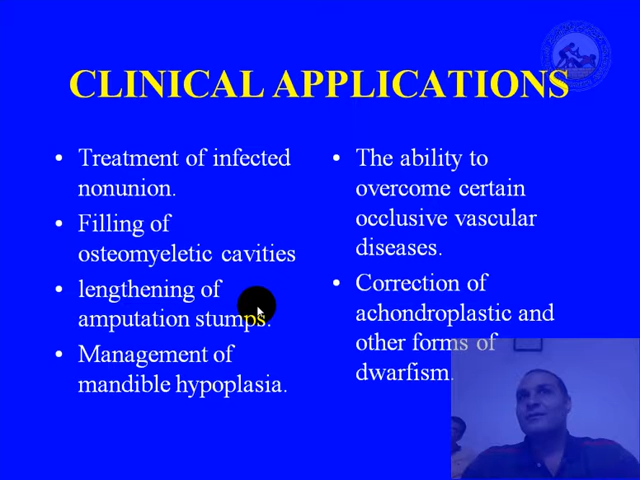 CLINICAL APPLICATIONS
• Treatment of infected
nonunion.
• Filling of
osteomyeletic cavities
• lengthening of
amputation stumps.
• Management of
mandible hypoplasia.
• The ability to
overcome certain
occlusive vascular
diseases.
• Correction of
achondroplastic and
other forms of
dwarfism.